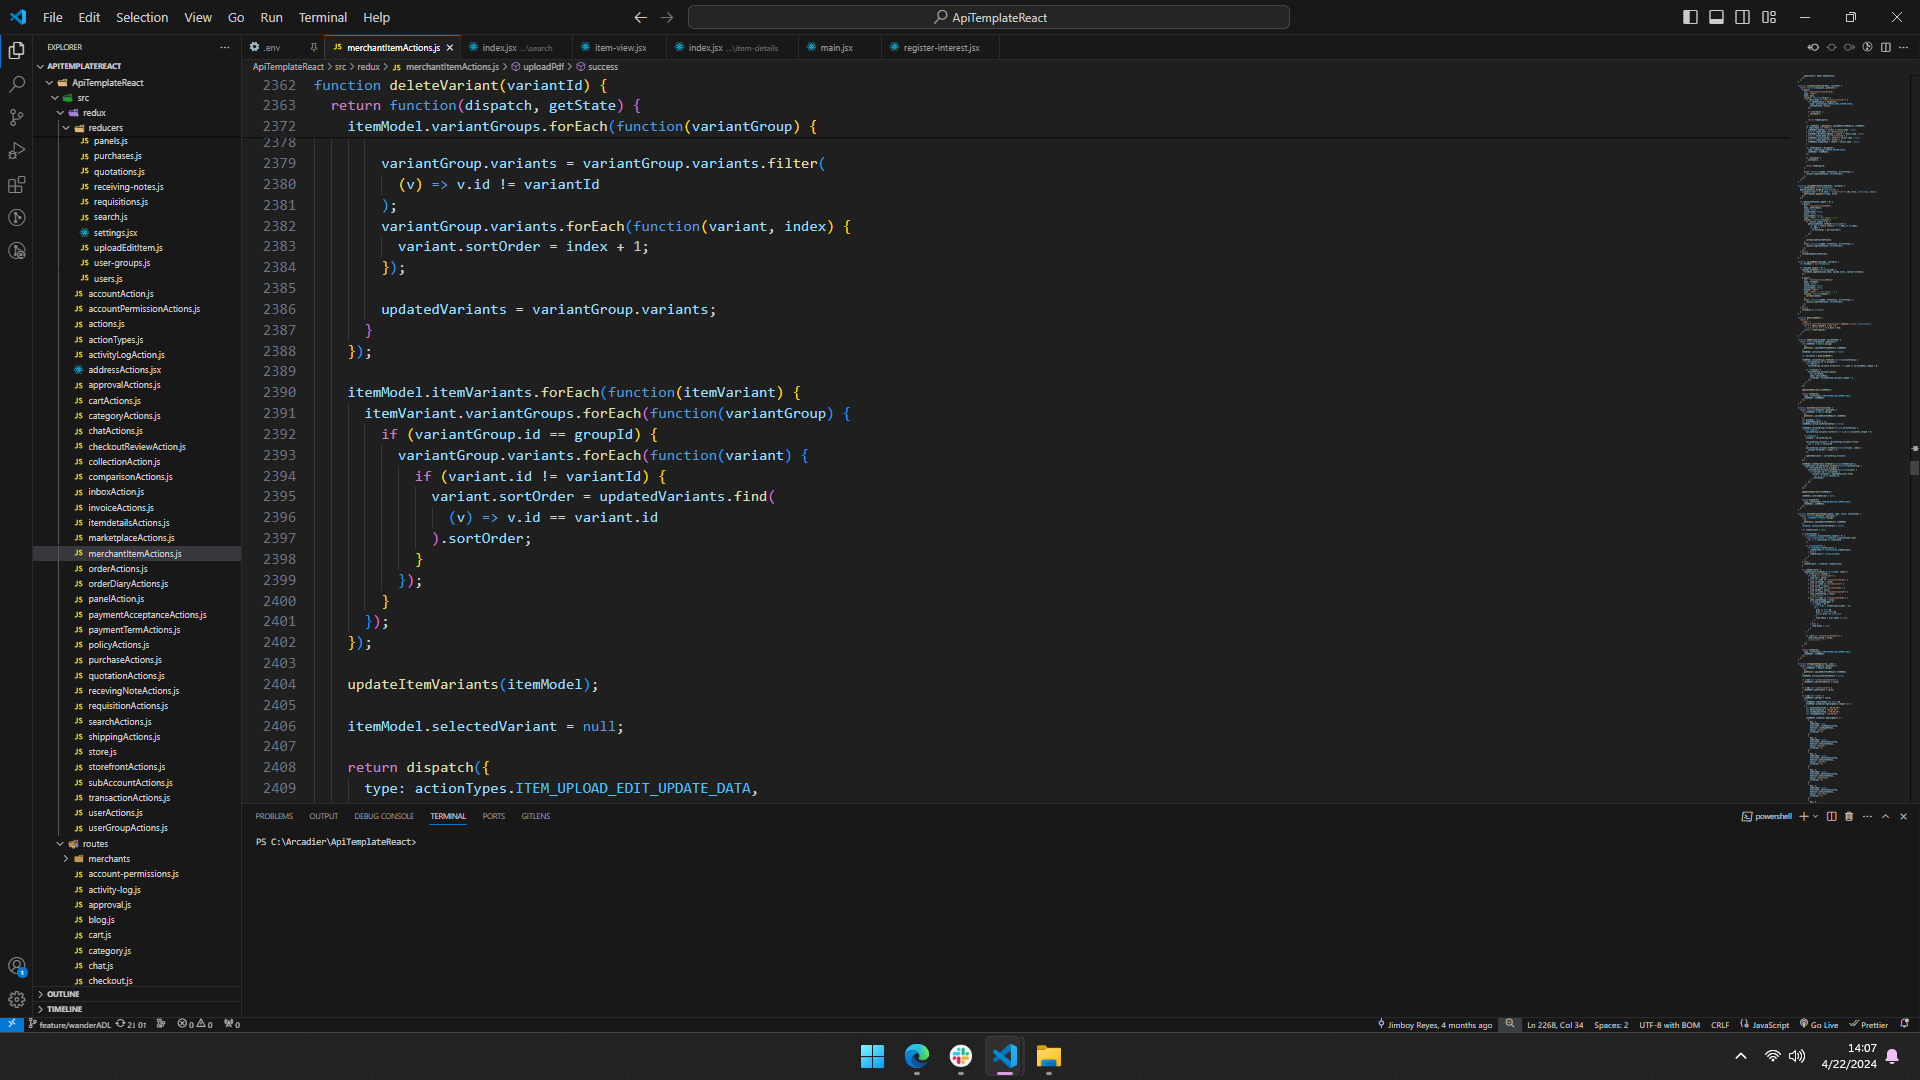 File Edit Selection View Go Run Terminal Help
ApiTemplateReact
EXPLORER
.env
merchantItemActions.js
index.jsx ...\search
item-view.jsx
index.jsx ...\item-details
main.jsx
register-interest.jsx
APITEMPLATEREACT
ApiTemplateReact
src
redux
reducers
panels.js
purchases.js
quotations.js
receiving-notes.js
requisitions.js
search.js
settings.jsx
uploadEditItem.js
user-groups.js
users.js
accountAction.js
accountPermissionActions.js
actions.js
actionTypes.js
activityLogAction.js
addressActions.jsx
approvalActions.js
cartActions.js
categoryActions.js
chatActions.js
checkoutReviewAction.js
collectionAction.js
comparisonActions.js
inboxAction.js
invoiceActions.js
itemdetailsActions.js
marketplaceActions.js
merchantItemActions.js
orderActions.js
orderDiaryActions.js
panelAction.js
paymentAcceptanceActions.js
paymentTermActions.js
policyActions.js
purchaseActions.js
quotationActions.js
recevingNoteActions.js
requisitionActions.js
searchActions.js
shippingActions.js
store.js
storefrontActions.js
subAccountActions.js
transactionActions.js
userActions.js
userGroupActions.js
routes
merchants
account-permissions.js
activity-log.js
approval.js
blog.js
cart.js
category.js
chat.js
checkout.js
OUTLINE
TIMELINE
ApiTemplateReact > src > redux > JS merchantItemActions.js > uploadPdf > success
2362 function deleteVariant(variantId) {
2363 return function(dispatch, getState) {
2372 itemModel.variantGroups.forEach(function(variantGroup) {
2378
2379 variantGroup.variants = variantGroup.variants.filter(
2380 (v) => v.id != variantId
2381 );
2382 variantGroup.variants.forEach(function(variant, index) {
2383 variant.sortOrder = index + 1;
2384 });
2385
2386 updatedVariants = variantGroup.variants;
2387 }
2388 });
2389
2390 itemModel.itemVariants.forEach(function(itemVariant) {
2391 itemVariant.variantGroups.forEach(function(variantGroup) {
2392 if (variantGroup.id == groupId) {
2393 variantGroup.variants.forEach(function(variant) {
2394 if (variant.id != variantId) {
2395 variant.sortOrder = updatedVariants.find(
2396 (v) => v.id == variant.id
2397 ).sortOrder;
2398 }
2399 });
2400 }
2401 });
2402 });
2403
2404 updateItemVariants(itemModel);
2405
2406 itemModel.selectedVariant = null;
2407
2408 return dispatch({
2409 type: actionTypes.ITEM_UPLOAD_EDIT_UPDATE_DATA,
PROBLEMS OUTPUT DEBUG CONSOLE TERMINAL PORTS GITLENS
powershell
PS C:\Arcadier\ApiTemplateReact>
feature/wanderADL 2↓ 0↑ 0 0 0
Jimboy Reyes, 4 months ago Ln 2268, Col 34 Spaces: 2 UTF-8 with BOM CRLF JavaScript Go Live Prettier
14:07
4/22/2024